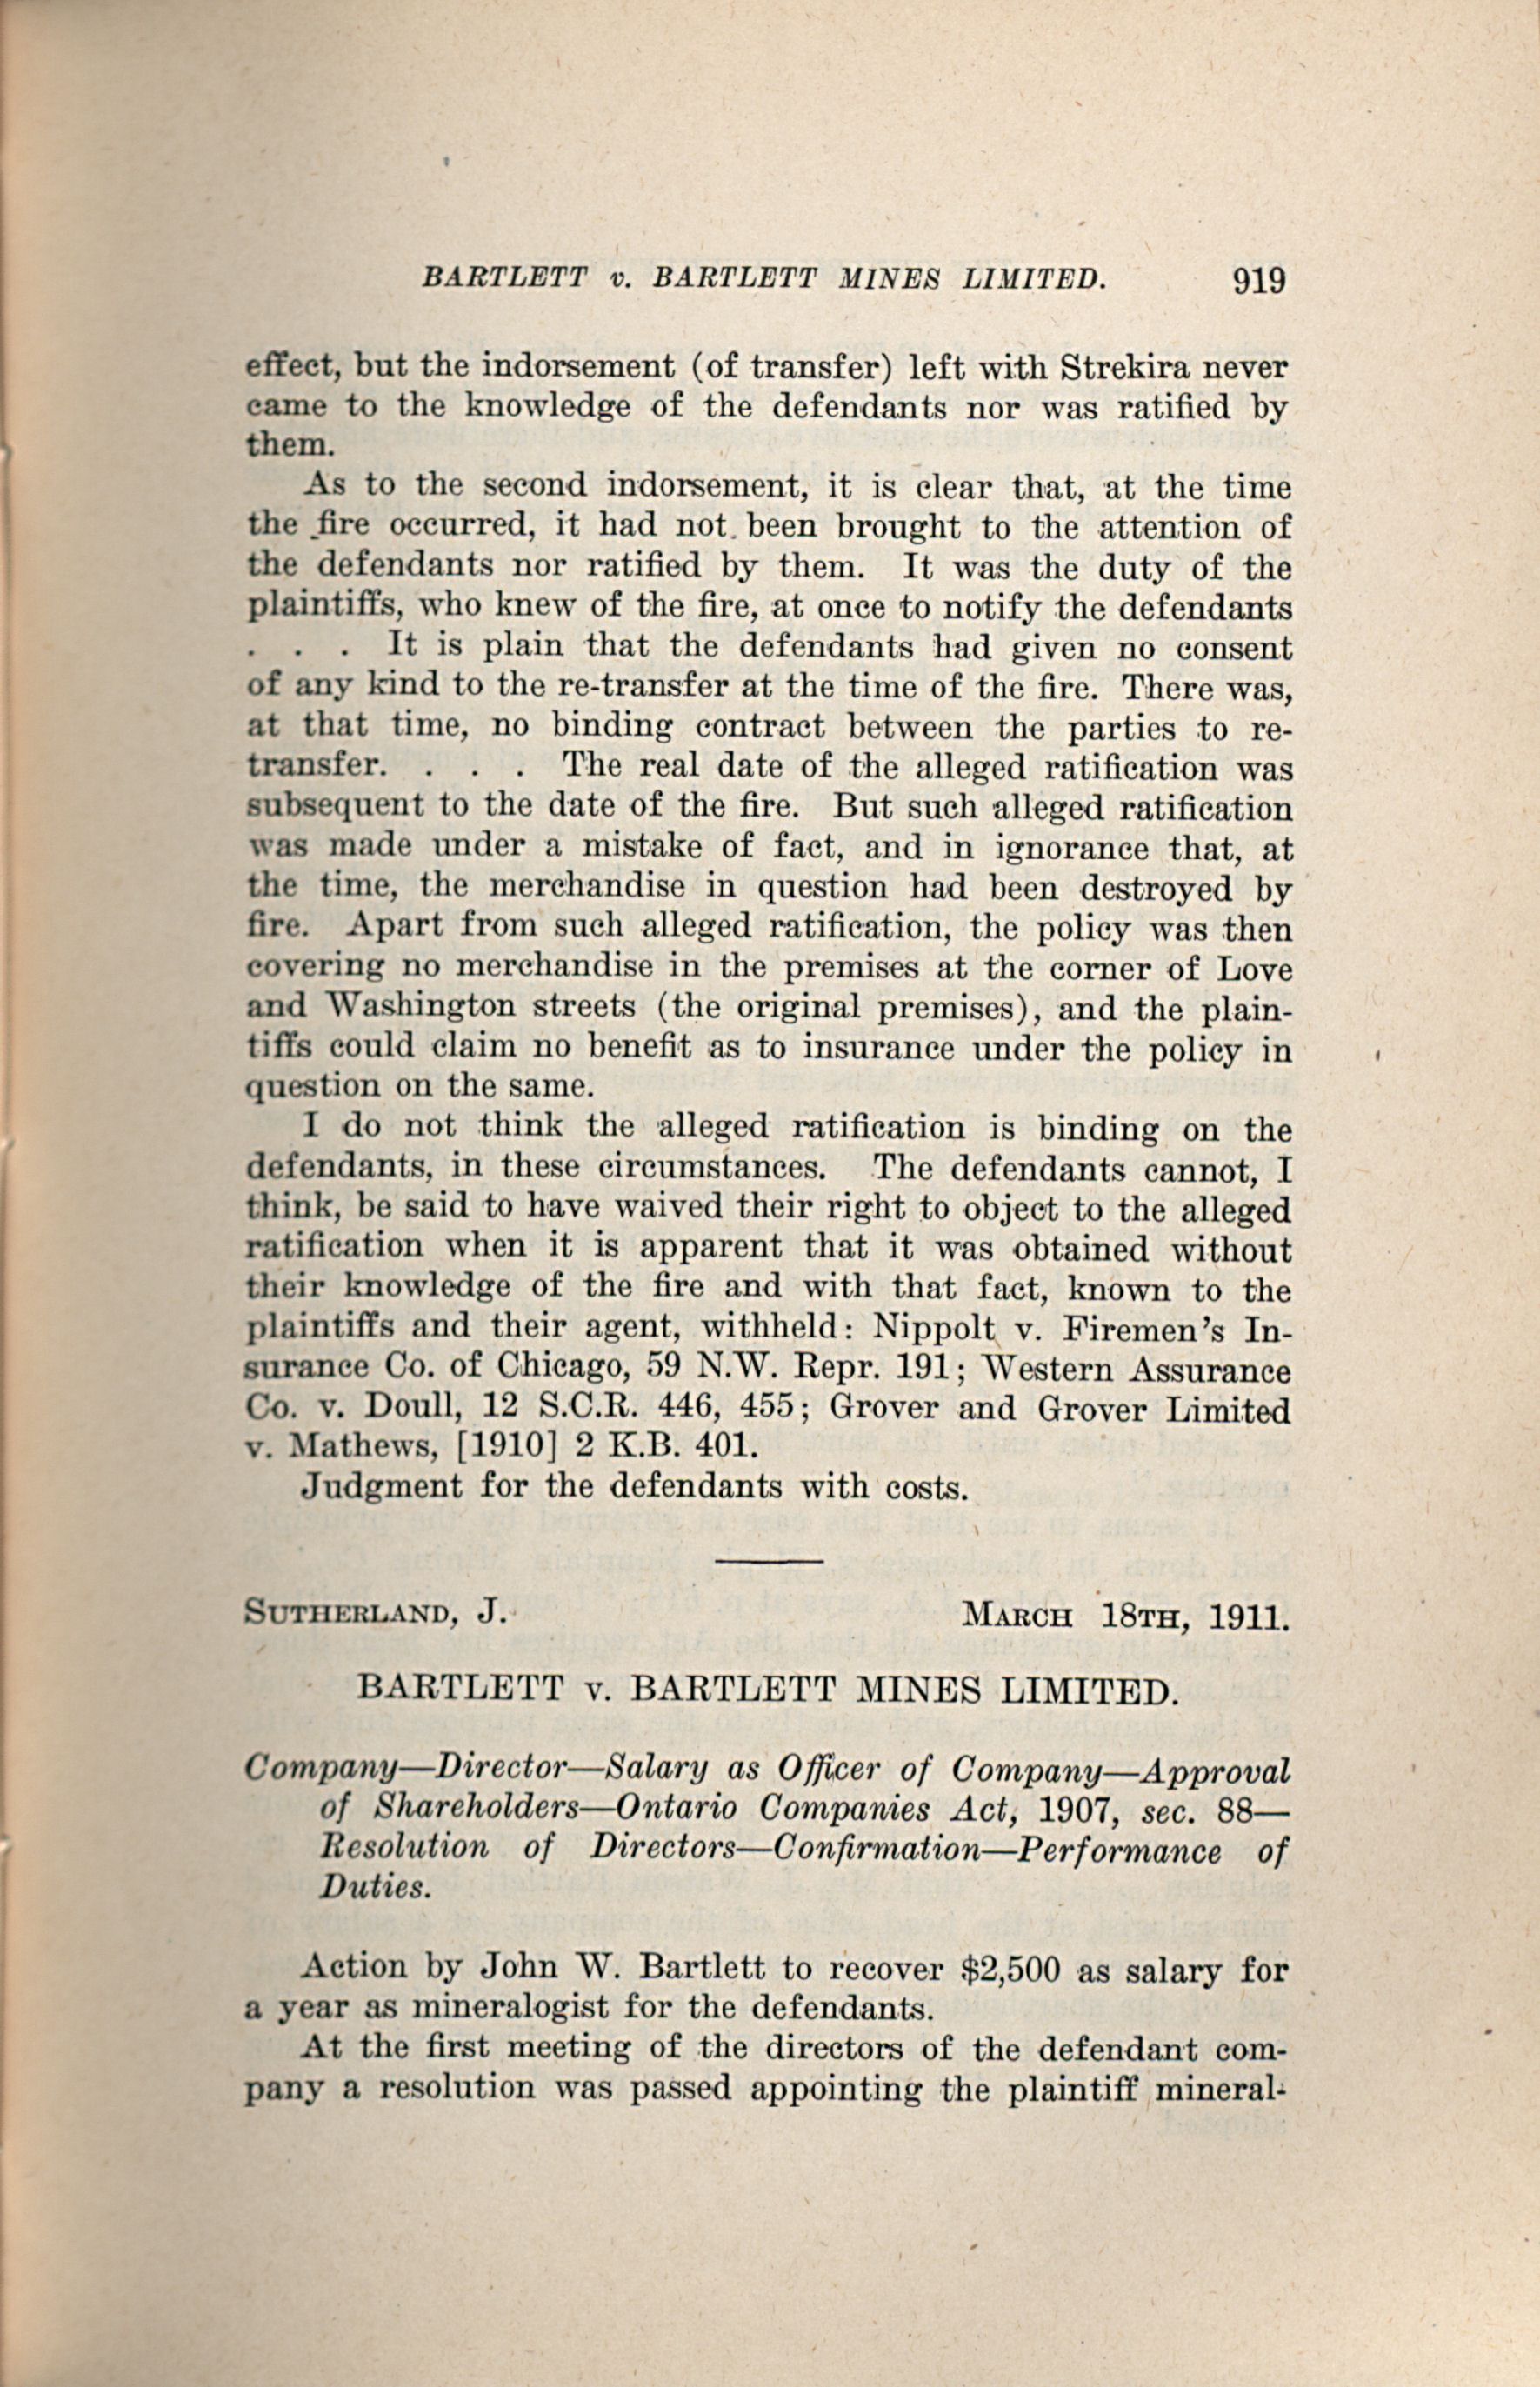 BARTLETT v. BARTLETT MINES LIMITED. 919
effect, but the indorsement (of transfer) left with Strekira never
came to the knowledge of the defendants nor was ratified by
them.
As to the second indorsement, it is clear that, at the time
the fire occurred, it had not been brought to the attention of
the defendants nor ratified by them. It was the duty of the
plaintiffs, who knew of the fire, at once to notify the defendants
. . . It is plain that the defendants had given no consent
of any kind to the re-transfer at the time of the fire. There was,
at that time, no binding contract between the parties to re-
transfer. . . . The real date of the alleged ratification was
subsequent to the date of the fire. But such alleged ratification
was made under a mistake of fact, and in ignorance that, at
the time, the merchandise in question had been destroyed by
fire. Apart from such alleged ratification, the policy was then
covering no merchandise in the premises at the corner of Love
and Washington streets (the original premises), and the plain-
tiffs could claim no benefit as to insurance under the policy in
question on the same.
I do not think the alleged ratification is binding on the
defendants, in these circumstances. The defendants cannot, I
think, be said to have waived their right to object to the alleged
ratification when it is apparent that it was obtained without
their knowledge of the fire and with that fact, known to the
plaintiffs and their agent, withheld: Nippolt v. Firemen's In-
surance Co. of Chicago, 59 N.W. Repr. 191; Western Assurance
Co. v. Doull, 12 S.C.R. 446, 455; Grover and Grover Limited
v. Mathews, [1910] 2 K.B. 401.
Judgment for the defendants with costs.
SUTHERLAND, J. MARCH 18TH, 1911.
BARTLETT v. BARTLETT MINES LIMITED.
Company—Director—Salary as Officer of Company—Approval
of Shareholders—Ontario Companies Act, 1907, sec. 88—
Resolution of Directors—Confirmation—Performance of
Duties.
Action by John W. Bartlett to recover $2,500 as salary for
a year as mineralogist for the defendants.
At the first meeting of the directors of the defendant com-
pany a resolution was passed appointing the plaintiff mineral-